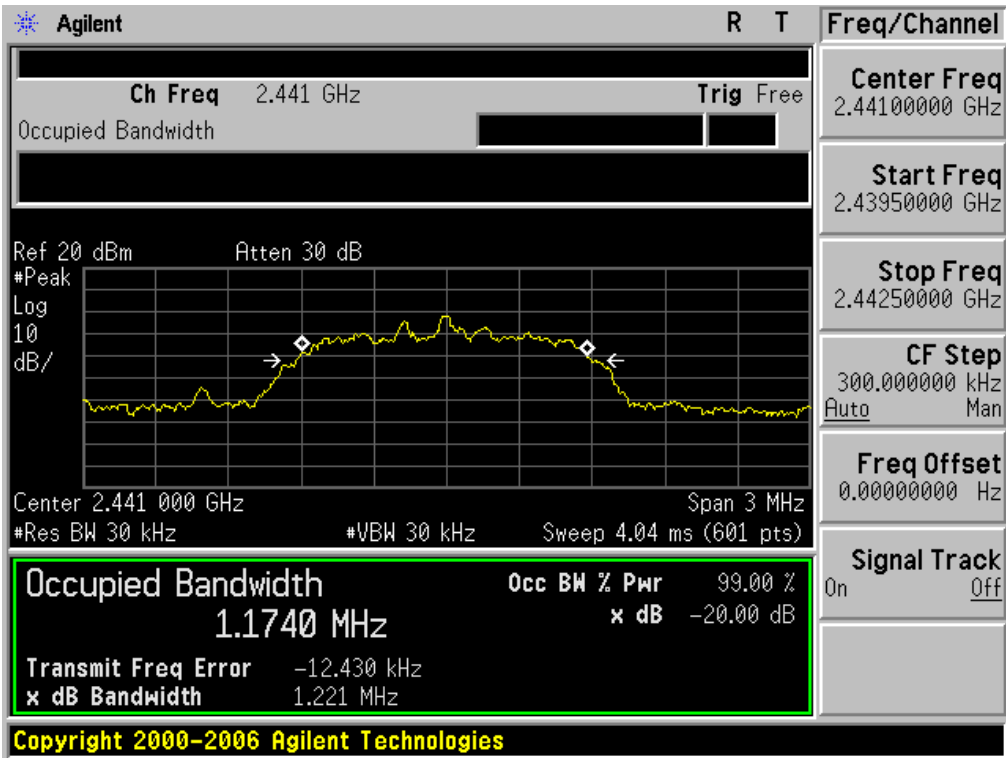 Agilent R T Freq/Channel
Ch Freq 2.441 GHz Trig Free
Occupied Bandwidth
Center Freq
2.44100000 GHz
Start Freq
2.43950000 GHz
Stop Freq
2.44250000 GHz
CF Step
300.000000 kHz
Auto Man
Freq Offset
0.00000000 Hz
Signal Track
On Off
Ref 20 dBm Atten 30 dB
#Peak
Log
10
dB/
Center 2.441 000 GHz Span 3 MHz
#Res BW 30 kHz #VBW 30 kHz Sweep 4.04 ms (601 pts)
Occupied Bandwidth Occ BW % Pwr 99.00 %
1.1740 MHz x dB -20.00 dB
Transmit Freq Error -12.430 kHz
x dB Bandwidth 1.221 MHz
Copyright 2000-2006 Agilent Technologies